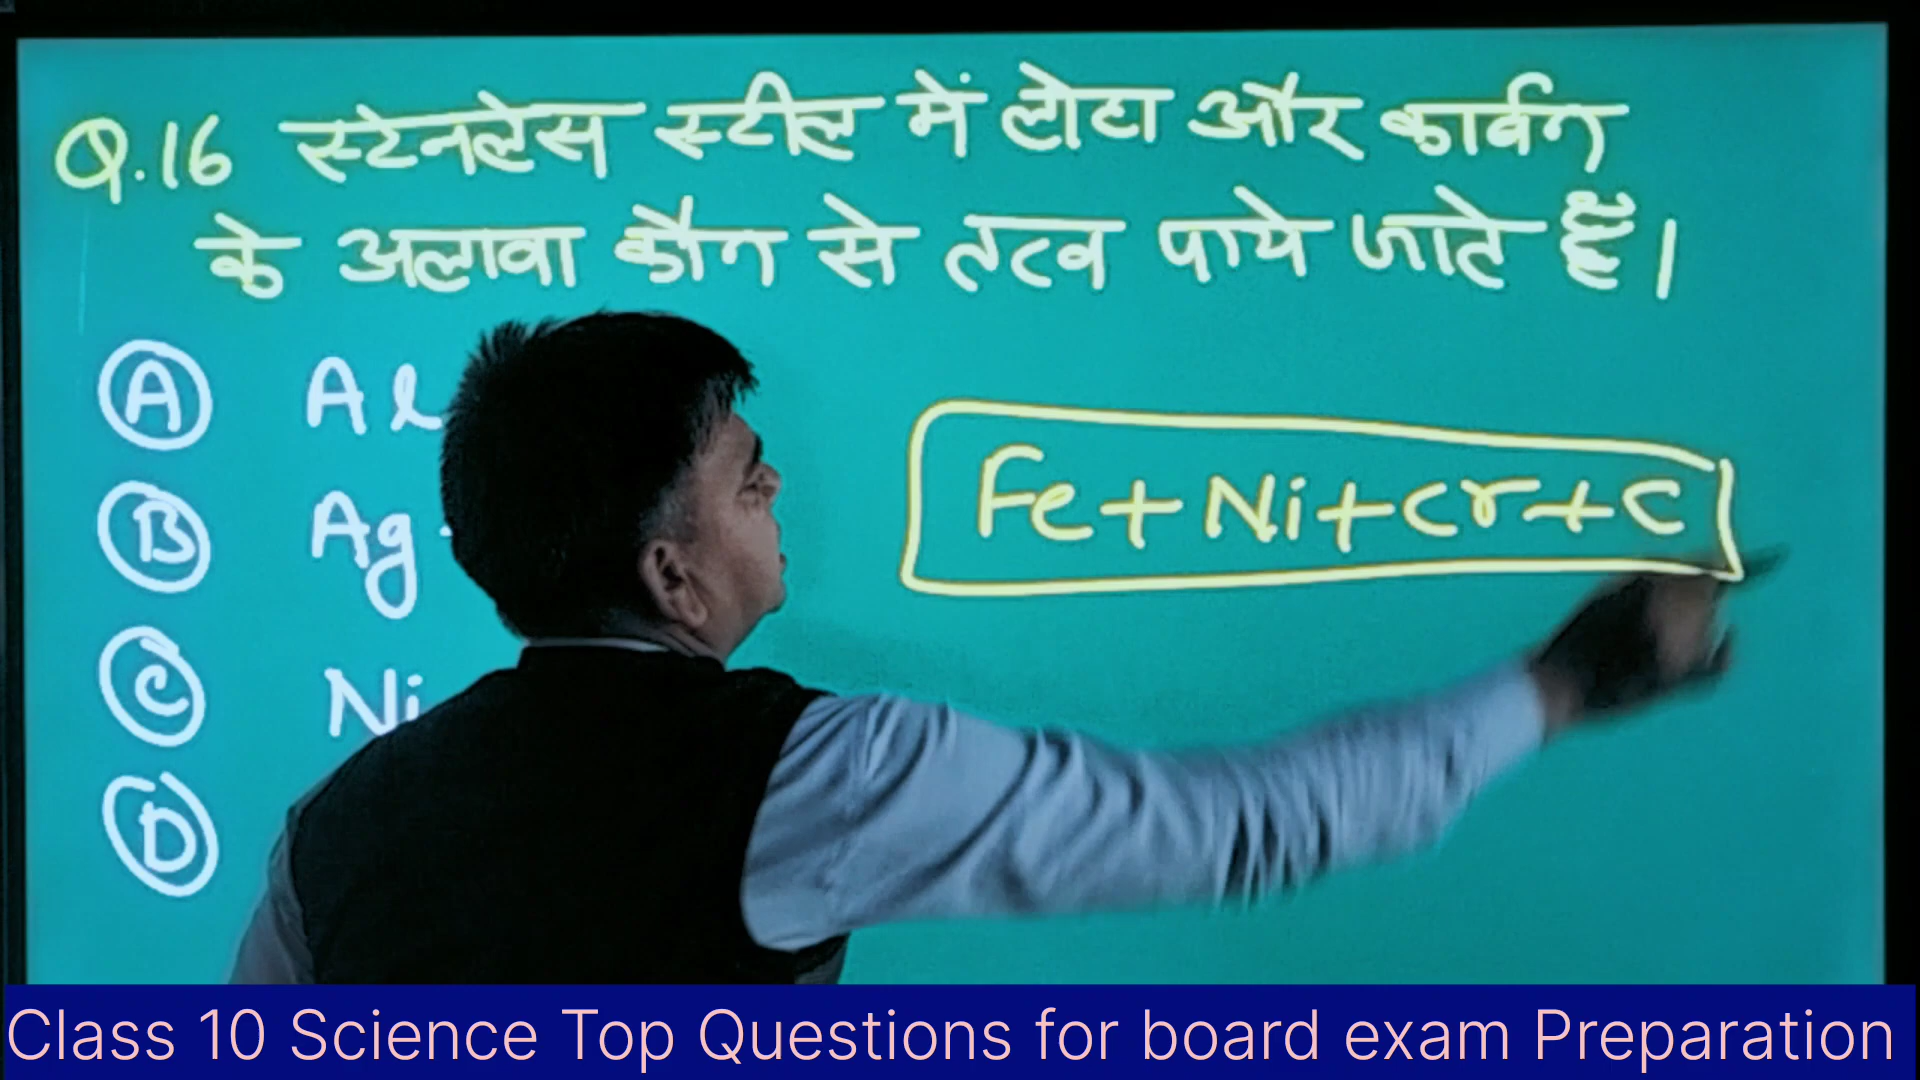 Q.16 स्टेनलेस स्टील में लोटा और कार्बन
के अलावा कौन से तत्व पाये जाते हैं।
A Al
B Ag
C Ni
D
Fe+Ni+Cr+C
Class 10 Science Top Questions for board exam Preparation